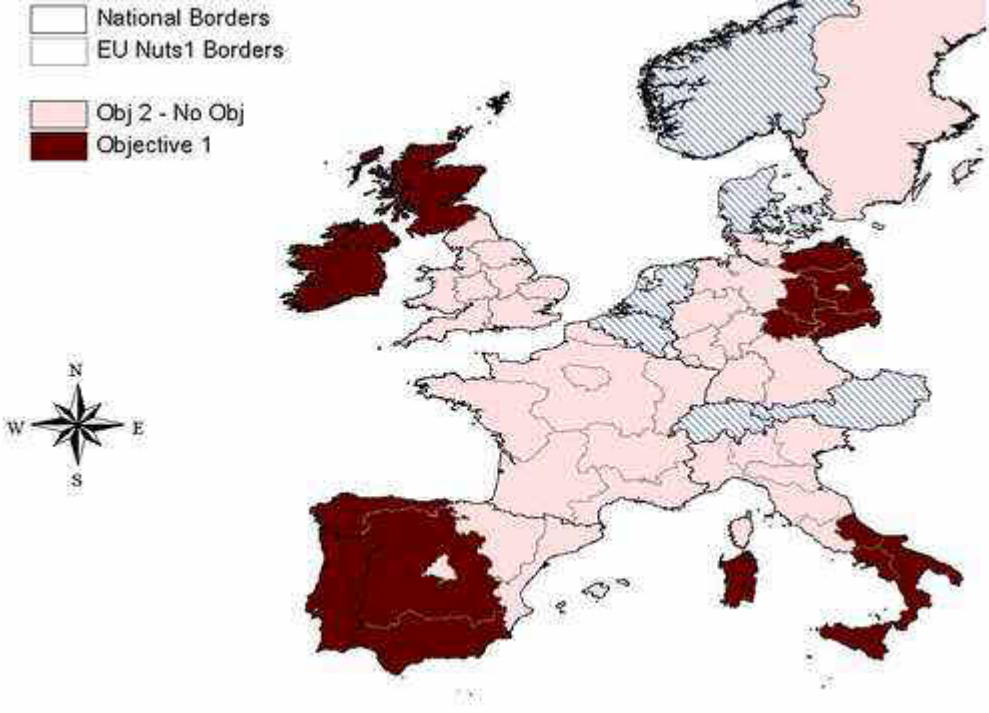 National Borders
EU Nuts1 Borders
Obj 2 - No Obj
Objective 1
N
W E
S